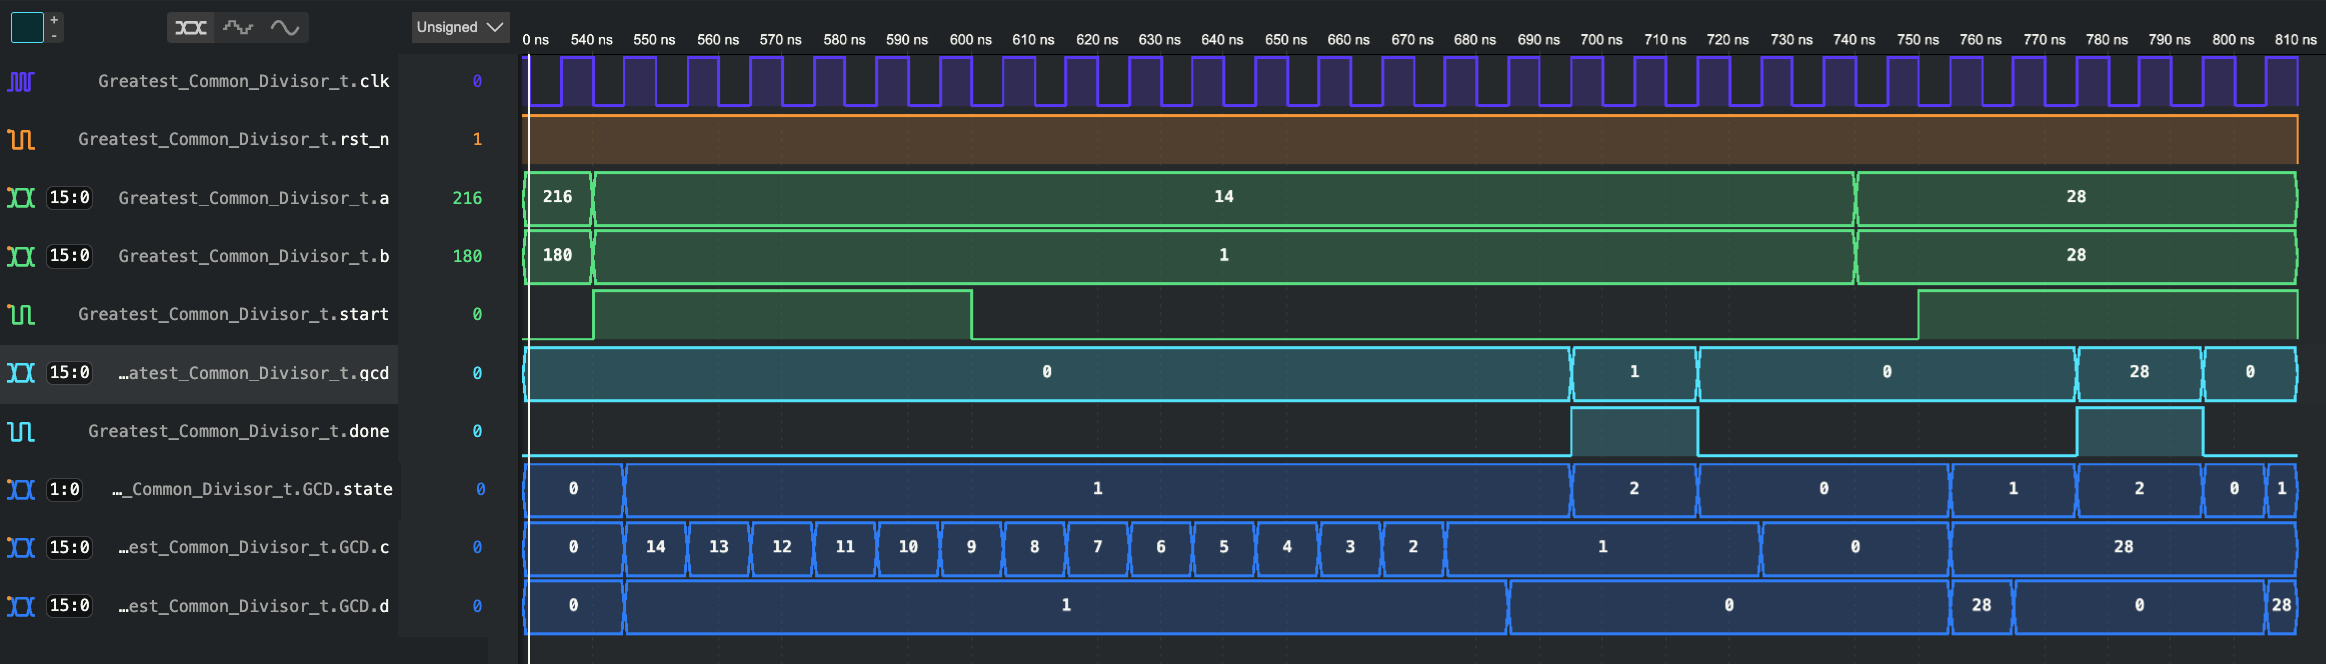 +
-
Unsigned
0 ns 540 ns 550 ns 560 ns 570 ns 580 ns 590 ns 600 ns 610 ns 620 ns 630 ns 640 ns 650 ns 660 ns 670 ns 680 ns 690 ns 700 ns 710 ns 720 ns 730 ns 740 ns 750 ns 760 ns 770 ns 780 ns 790 ns 800 ns 810 ns
Greatest_Common_Divisor_t.clk 0
Greatest_Common_Divisor_t.rst_n 1
15:0 Greatest_Common_Divisor_t.a 216 216 14 28
15:0 Greatest_Common_Divisor_t.b 180 180 1 28
Greatest_Common_Divisor_t.start 0
15:0 …atest_Common_Divisor_t.gcd 0 0 1 0 28 0
Greatest_Common_Divisor_t.done 0
1:0 …_Common_Divisor_t.GCD.state 0 0 1 2 0 1 2 0 1
15:0 …est_Common_Divisor_t.GCD.c 0 0 14 13 12 11 10 9 8 7 6 5 4 3 2 1 0 28
15:0 …est_Common_Divisor_t.GCD.d 0 0 1 0 28 0 28